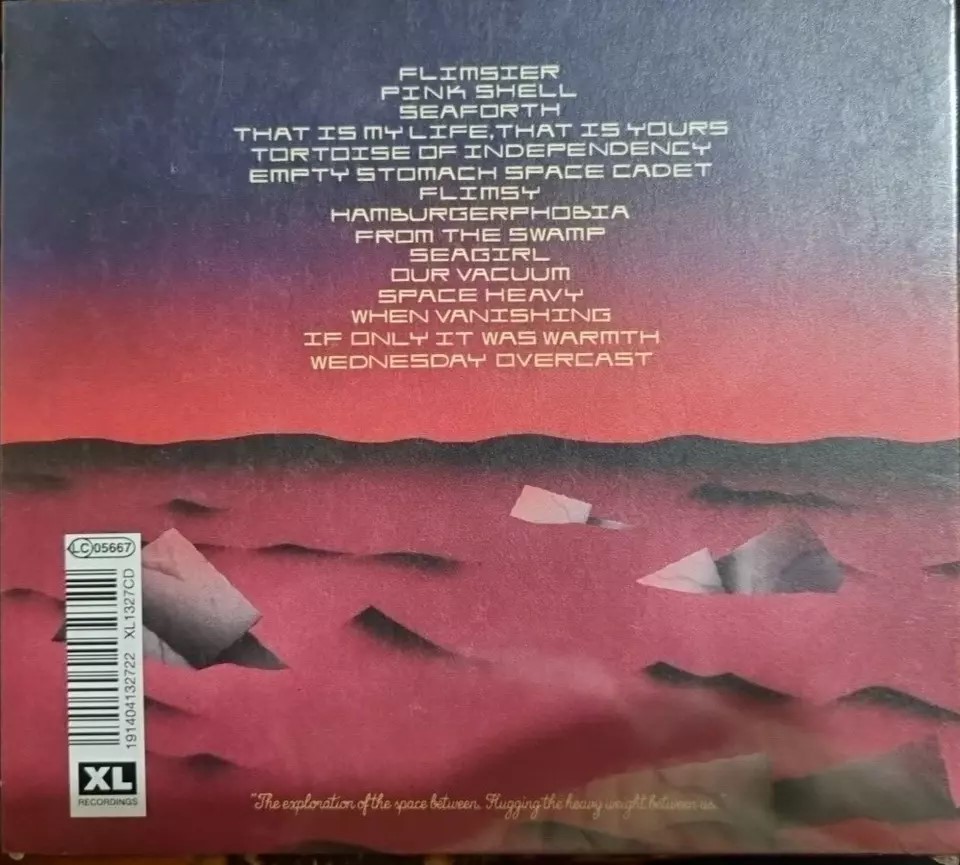 FLIMSIER
PINK SHELL
SEAFORTH
THAT IS MY LIFE, THAT IS YOURS
TORTOISE OF INDEPENDENCY
EMPTY STOMACH SPACE CADET
FLIMSY
HAMBURGERPHOBIA
FROM THE SWAMP
SEAGIRL
OUR VACUUM
SPACE HEAVY
WHEN VANISHING
IF ONLY IT WAS WARMTH
WEDNESDAY OVERCAST
LC 05667
191404132722 XL1327CD
XL
RECORDINGS
"The exploration of the space between. Hugging the heavy weight between us."